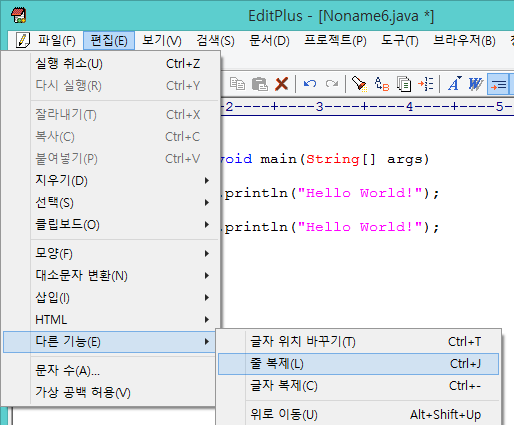 EditPlus - [Noname6.java *]
파일(F) 편집(E) 보기(V) 검색(S) 문서(D) 프로젝트(P) 도구(T) 브라우저(B)
실행 취소(U) Ctrl+Z
다시 실행(R) Ctrl+Y
잘라내기(T) Ctrl+X
복사(C) Ctrl+C
붙여넣기(P) Ctrl+V
지우기(D)
선택(S)
클립보드(O)
모양(F)
대소문자 변환(N)
삽입(I)
HTML
다른 기능(E)
문자 수(A)...
가상 공백 허용(V)
글자 위치 바꾸기(T) Ctrl+T
줄 복제(L) Ctrl+J
글자 복제(C) Ctrl+-
위로 이동(U) Alt+Shift+Up
2----+----3----+----4----+----5-
void main(String[] args)
.println("Hello World!");
.println("Hello World!");